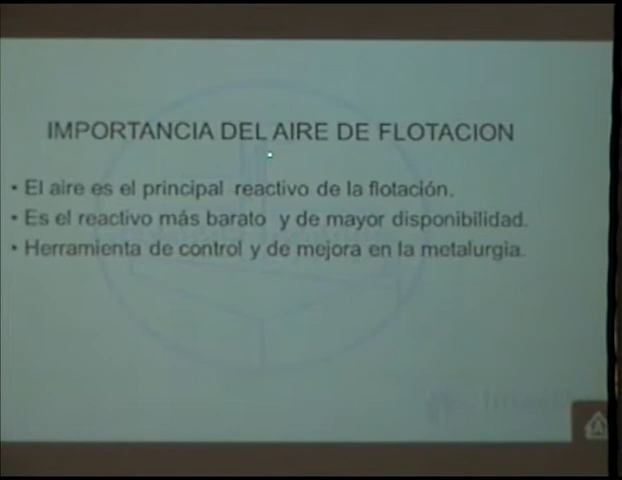 IMPORTANCIA DEL AIRE DE FLOTACION
• El aire es el principal reactivo de la flotación.
• Es el reactivo más barato y de mayor disponibilidad.
• Herramienta de control y de mejora en la metalurgia.